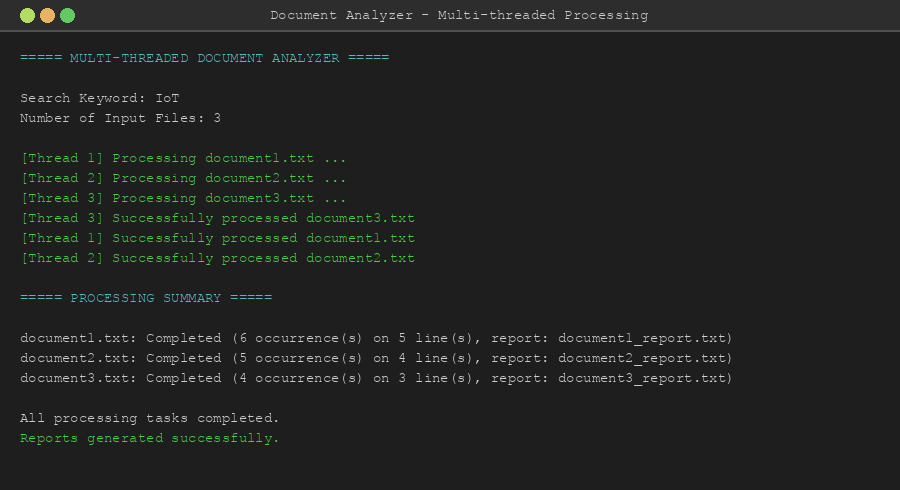 Document Analyzer - Multi-threaded Processing
===== MULTI-THREADED DOCUMENT ANALYZER =====
Search Keyword: IoT
Number of Input Files: 3
[Thread 1] Processing document1.txt ...
[Thread 2] Processing document2.txt ...
[Thread 3] Processing document3.txt ...
[Thread 3] Successfully processed document3.txt
[Thread 1] Successfully processed document1.txt
[Thread 2] Successfully processed document2.txt
===== PROCESSING SUMMARY =====
document1.txt: Completed (6 occurrence(s) on 5 line(s), report: document1_report.txt)
document2.txt: Completed (5 occurrence(s) on 4 line(s), report: document2_report.txt)
document3.txt: Completed (4 occurrence(s) on 3 line(s), report: document3_report.txt)
All processing tasks completed.
Reports generated successfully.